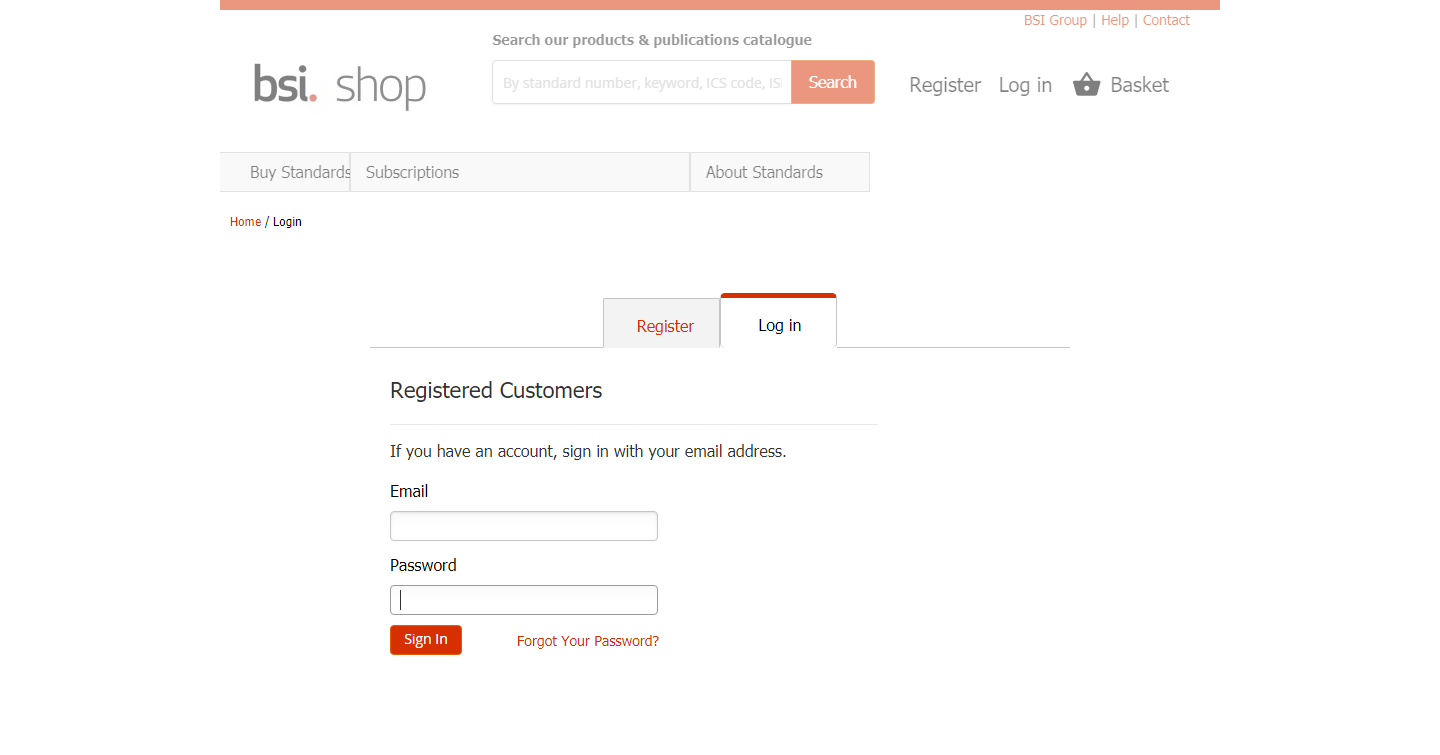 BSI Group | Help | Contact
Search our products & publications catalogue
bsi. shop
By standard number, keyword, ICS code, IS
Search
Register
Log in
Basket
Buy Standards
Subscriptions
About Standards
Home / Login
Register
Log in
Registered Customers
If you have an account, sign in with your email address.
Email
Password
Sign In
Forgot Your Password?